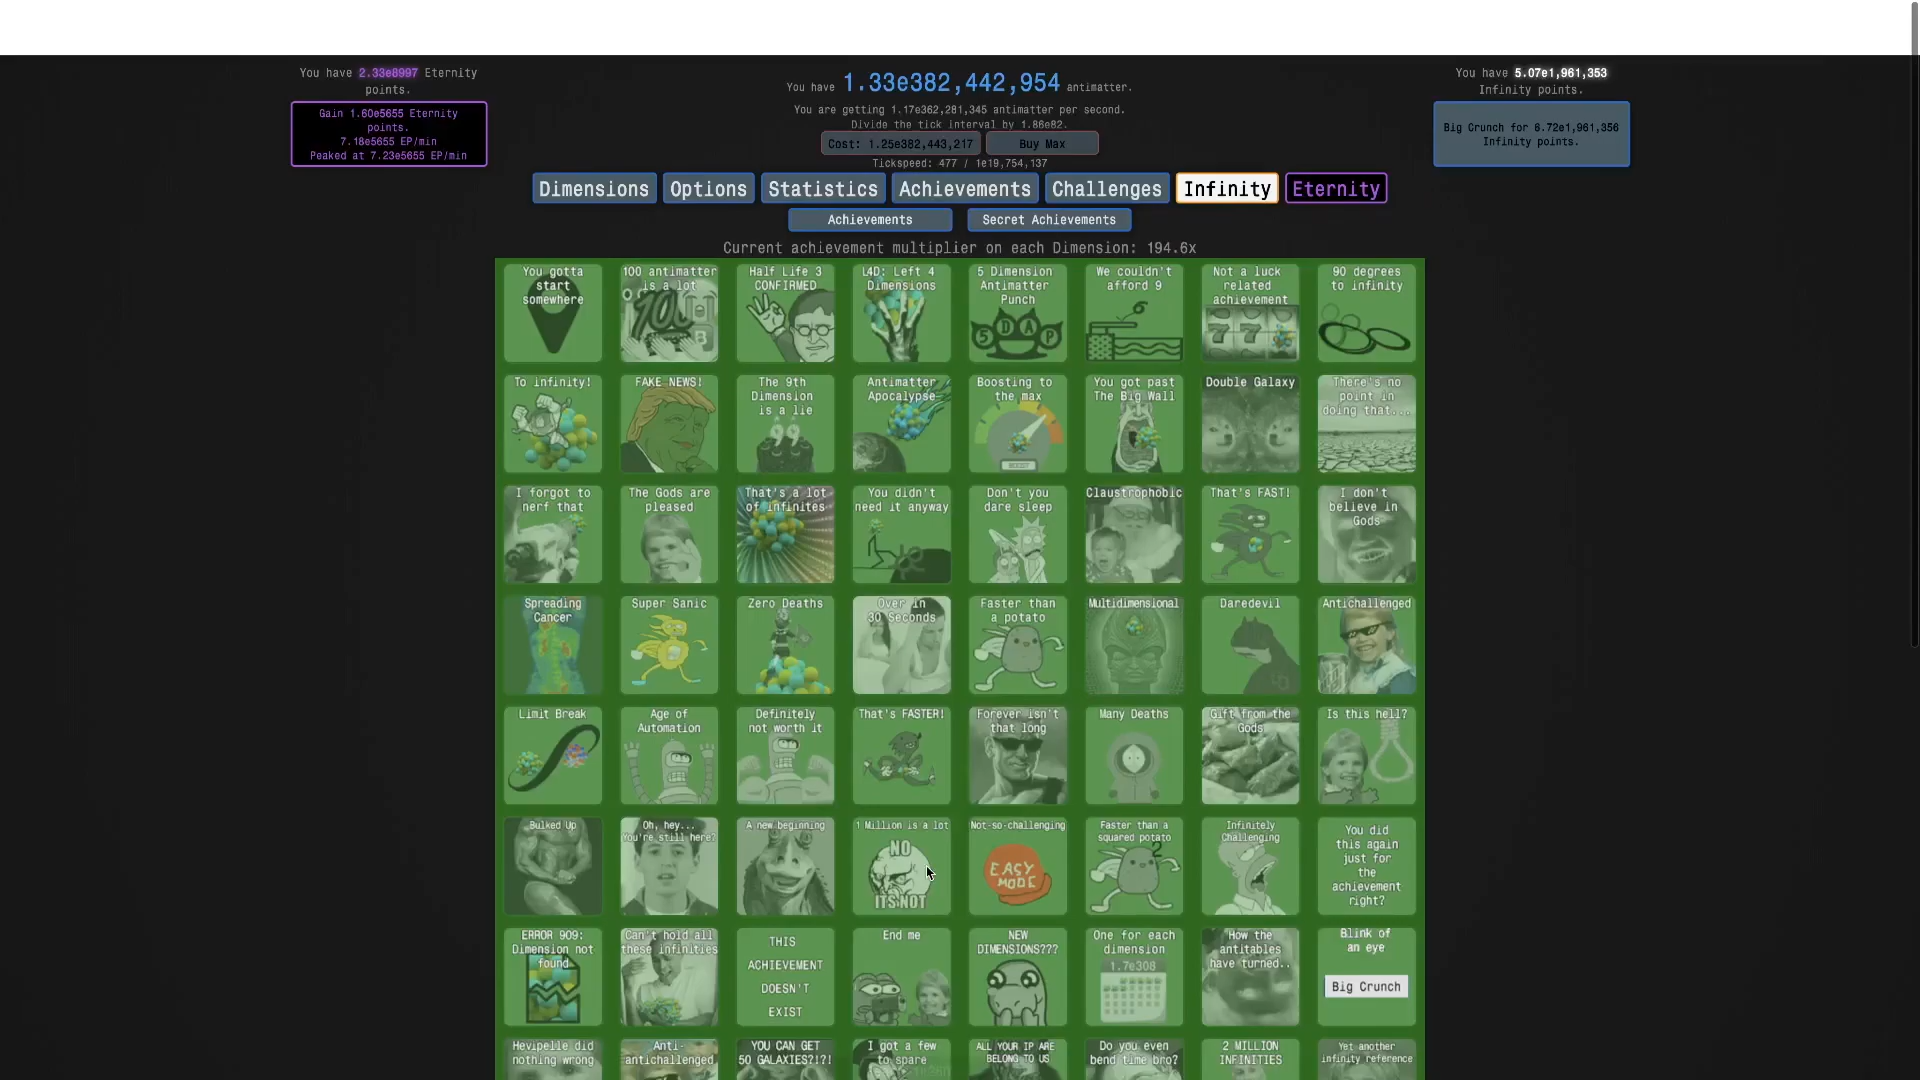 You have 2.33e8997 Eternity
points.
Gain 1.60e5655 Eternity
points.
7.18e5655 EP/min
Peaked at 7.23e5655 EP/min
You have 1.33e382,442,954 antimatter.
You are getting 1.17e362,281,345 antimatter per second.
Divide the tick interval by 1.86e82.
Cost: 1.25e382,443,217
Buy Max
Tickspeed: 477 / 1e19,754,137
You have 5.07e1,961,353
Infinity points.
Big Crunch for 6.72e1,961,356
Infinity points.
Dimensions
Options
Statistics
Achievements
Challenges
Infinity
Eternity
Achievements
Secret Achievements
Current achievement multiplier on each Dimension: 194.6x
You gotta
start
somewhere
100 antimatter
is a lot
Half Life 3
CONFIRMED
L4D: Left 4
Dimensions
5 Dimension
Antimatter
Punch
5 D A P
We couldn't
afford 9
Not a luck
related
achievement
7 7
90 degrees
to infinity
To infinity!
FAKE NEWS!
The 9th
Dimension
is a lie
99
Antimatter
Apocalypse
Boosting to
the max
You got past
The Big Wall
Double Galaxy
There's no
point in
doing that...
I forgot to
nerf that
The Gods are
pleased
That's a lot
of infinites
You didn't
need it anyway
Don't you
dare sleep
Claustrophobic
That's FAST!
I don't
believe in
Gods
Spreading
Cancer
Super Sanic
Zero Deaths
Over in
30 Seconds
Faster than
a potato
Multidimensional
Daredevil
Antichallenged
Limit Break
Age of
Automation
Definitely
not worth it
That's FASTER!
Forever isn't
that long
Many Deaths
Gift from the
Gods
Is this hell?
Bulked Up
Oh, hey...
You're still here?
A new beginning
1 Million is a lot
NO
ITS NOT
Not-so-challenging
EASY
MODE
Faster than a
squared potato
2
Infinitely
Challenging
You did
this again
just for
the
achievement
right?
ERROR 909:
Dimension not
found
Can't hold all
these infinities
THIS
ACHIEVEMENT
DOESN'T
EXIST
End me
NEW
DIMENSIONS???
One for each
dimension
1.7e308
How the
antitables
have turned..
Blink of
an eye
Big Crunch
Hevipelle did
nothing wrong
Anti-
antichallenged
YOU CAN GET
50 GALAXIES?!?!
I got a few
to spare
ALL YOUR IP ARE
BELONG TO US
Do you even
bend time bro?
2 MILLION
INFINITIES
Yet another
infinity reference